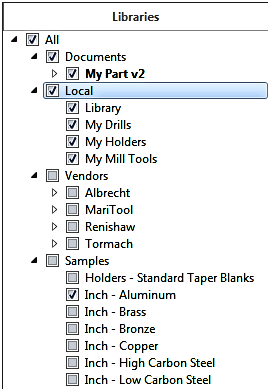 Libraries
All
Documents
My Part v2
Local
Library
My Drills
My Holders
My Mill Tools
Vendors
Albrecht
MariTool
Renishaw
Tormach
Samples
Holders - Standard Taper Blanks
Inch - Aluminum
Inch - Brass
Inch - Bronze
Inch - Copper
Inch - High Carbon Steel
Inch - Low Carbon Steel